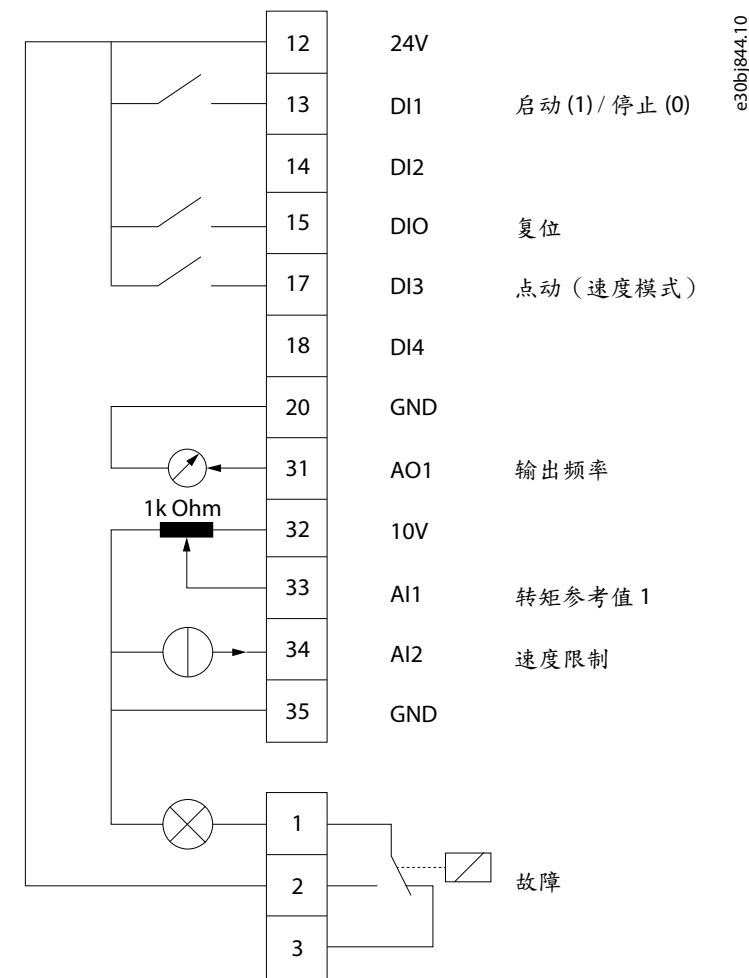 e30bj844.10
12 24V
13 DI1 启动 (1) / 停止 (0)
14 DI2
15 DIO 复位
17 DI3 点动（速度模式）
18 DI4
20 GND
31 AO1 输出频率
1k Ohm
32 10V
33 AI1 转矩参考值 1
34 AI2 速度限制
35 GND
1
2 故障
3